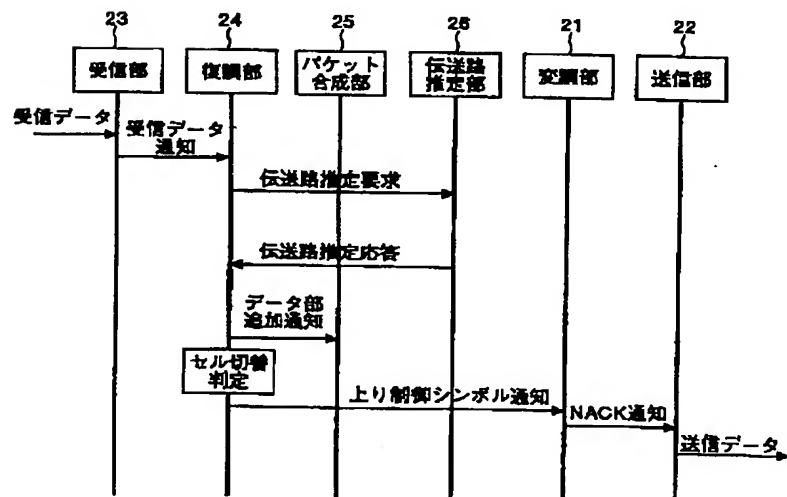 23
24
25
26
21
22
受信部
復調部
パケット
合成部
伝送路
推定部
変調部
送信部
受信データ
受信データ
通知
伝送路推定要求
伝送路推定応答
データ部
追加通知
セル切替
判定
上り制御シンボル通知
NACK通知
送信データ